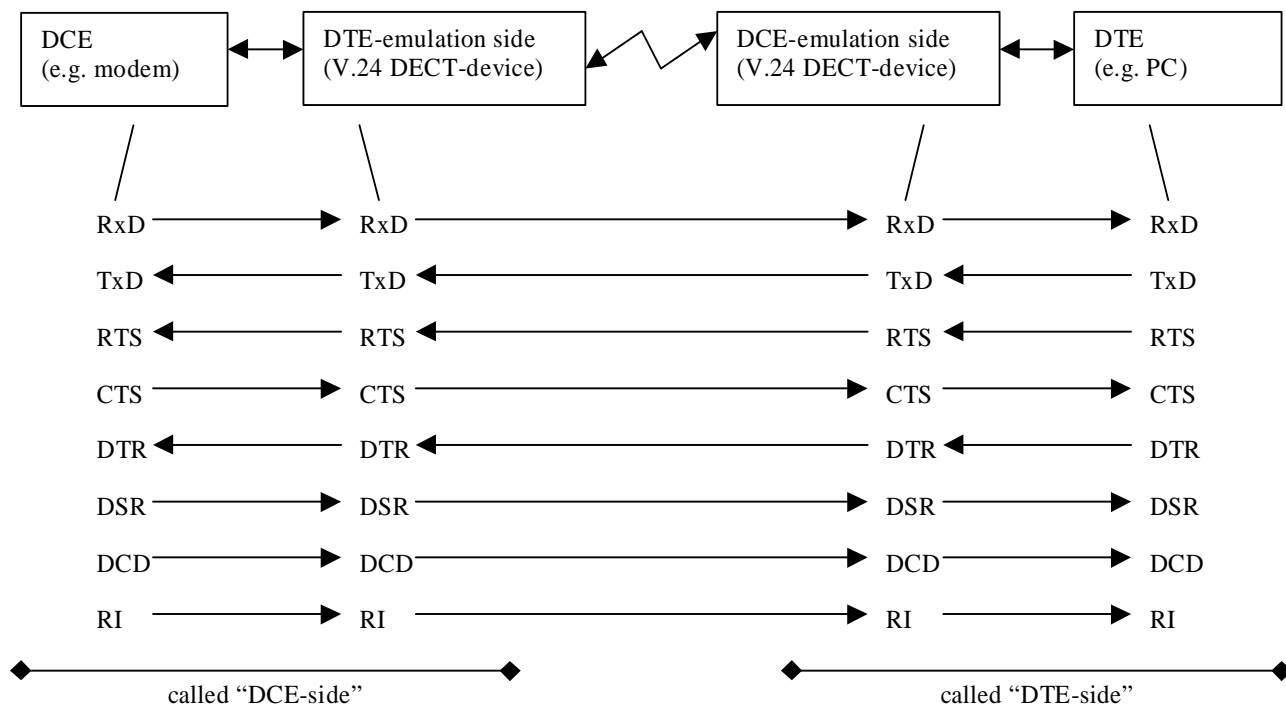 DCE
(e.g. modem)
DTE-emulation side
(V.24 DECT-device)
DCE-emulation side
(V.24 DECT-device)
DTE
(e.g. PC)
RxD RxD RxD RxD
TxD TxD TxD TxD
RTS RTS RTS RTS
CTS CTS CTS CTS
DTR DTR DTR DTR
DSR DSR DSR DSR
DCD DCD DCD DCD
RI RI RI RI
called “DCE-side” called “DTE-side”